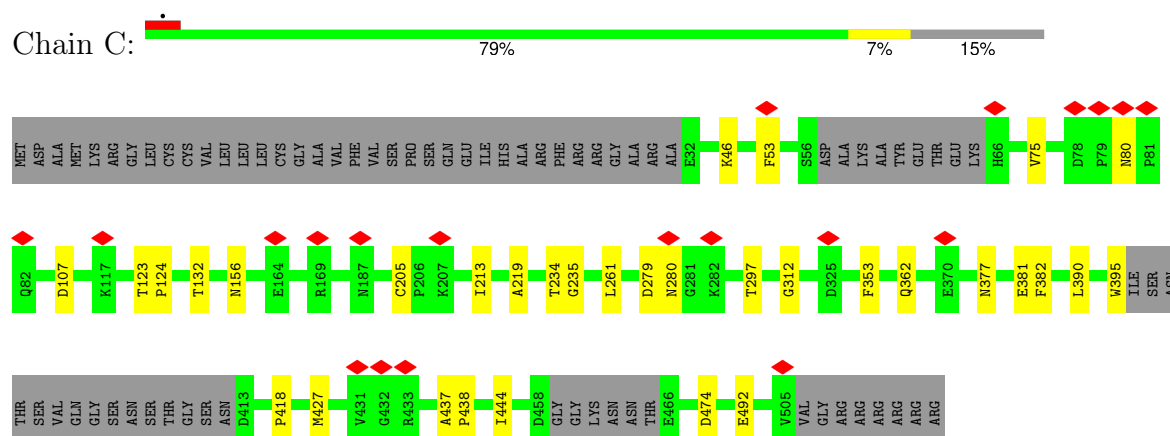 Chain C:
79% 7% 15%
MET ASP ALA MET LYS ARG GLY LEU CYS CYS VAL LEU LEU LEU CYS GLY ALA VAL PHE VAL SER PRO SER GLN GLU ILE HIS ALA ARG PHE ARG ARG GLY ALA ARG ALA E32 K46 F53 S56 ASP ALA LYS ALA TYR GLU THR GLU LYS H66 V75 D78 P79 N80 P81
Q82 D107 K117 T123 P124 T132 N156 E164 R169 N187 C205 P206 K207 I213 A219 T234 G235 L261 D279 N280 G281 K282 T297 G312 D325 F353 Q362 E370 N377 E381 F382 L390 W395 ILE SER ASN
THR SER VAL GLN GLY SER ASN SER THR GLY SER ASN D413 P418 M427 V431 G432 R433 A437 P438 I444 D458 GLY GLY LYS ASN ASN THR E466 D474 E492 V505 VAL GLY ARG ARG ARG ARG ARG ARG